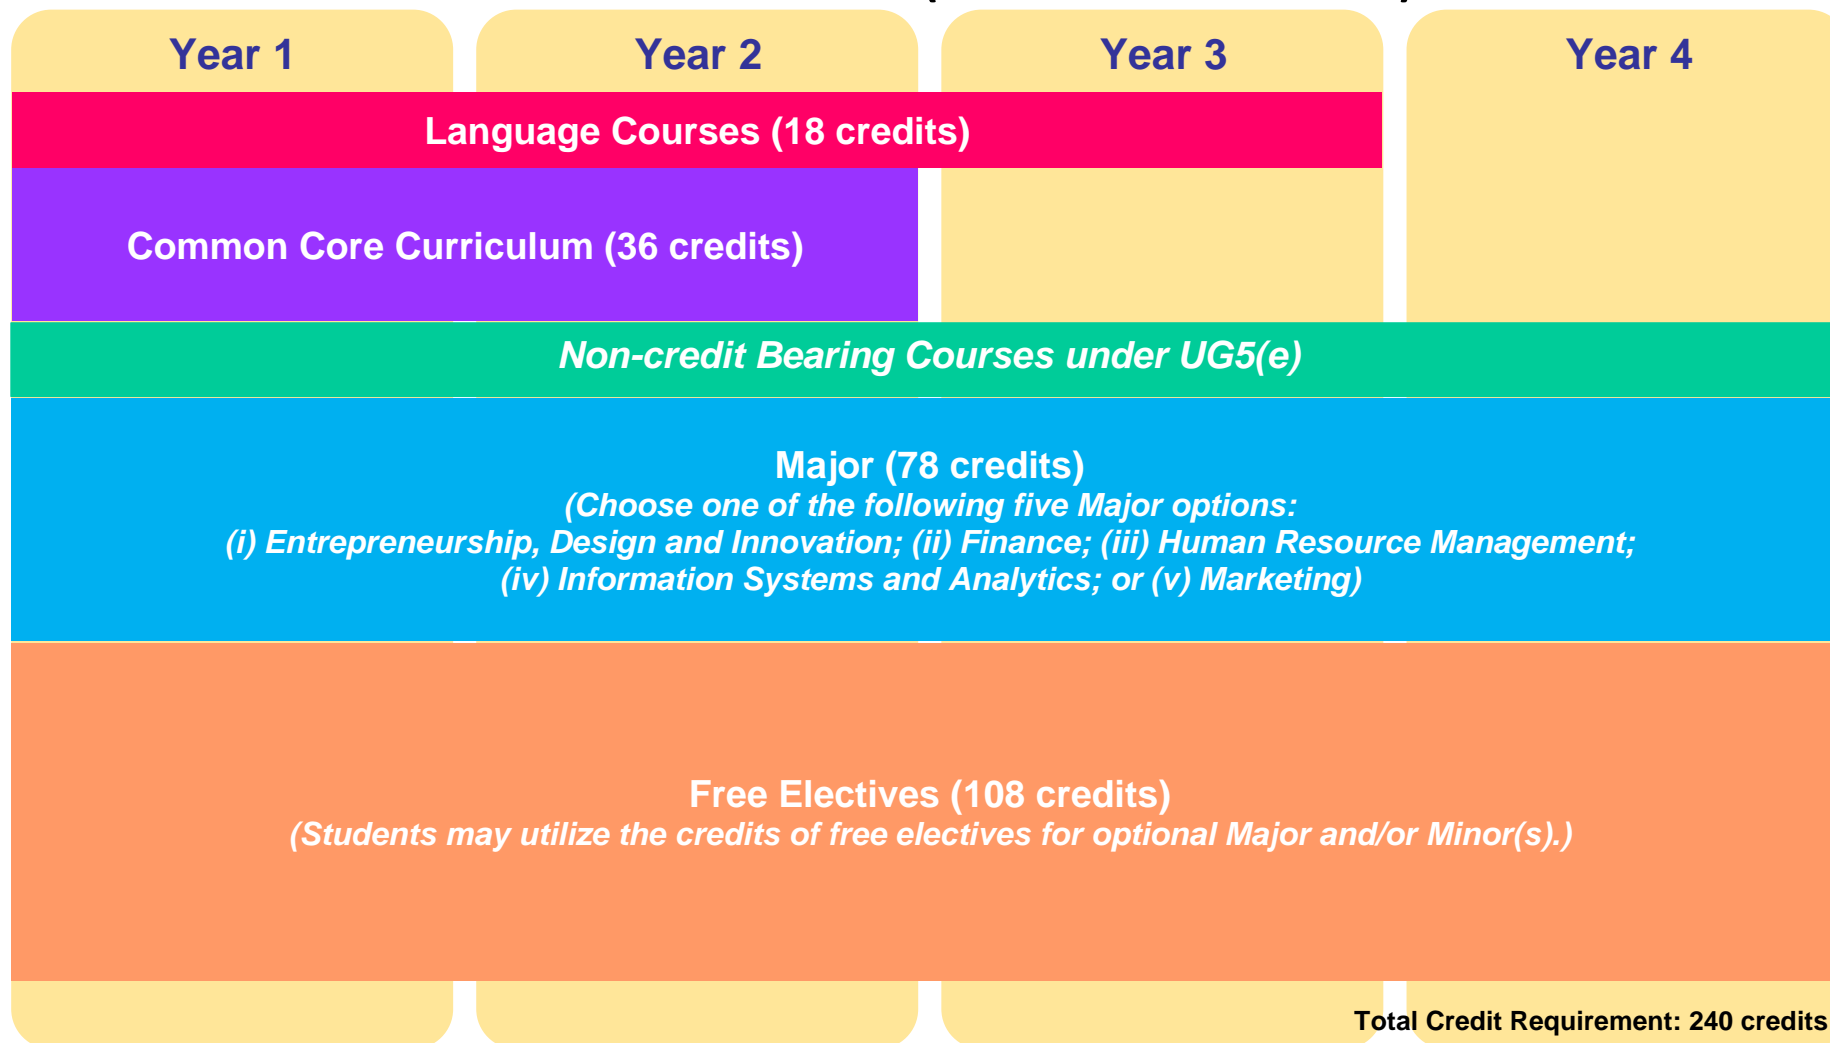 Year 1
Year 2
Year 3
Year 4
Language Courses (18 credits)
Common Core Curriculum (36 credits)
Non-credit Bearing Courses under UG5(e)
Major (78 credits)
(Choose one of the following five Major options:
(i) Entrepreneurship, Design and Innovation; (ii) Finance; (iii) Human Resource Management;
(iv) Information Systems and Analytics; or (v) Marketing)
Free Electives (108 credits)
(Students may utilize the credits of free electives for optional Major and/or Minor(s).)
Total Credit Requirement: 240 credits